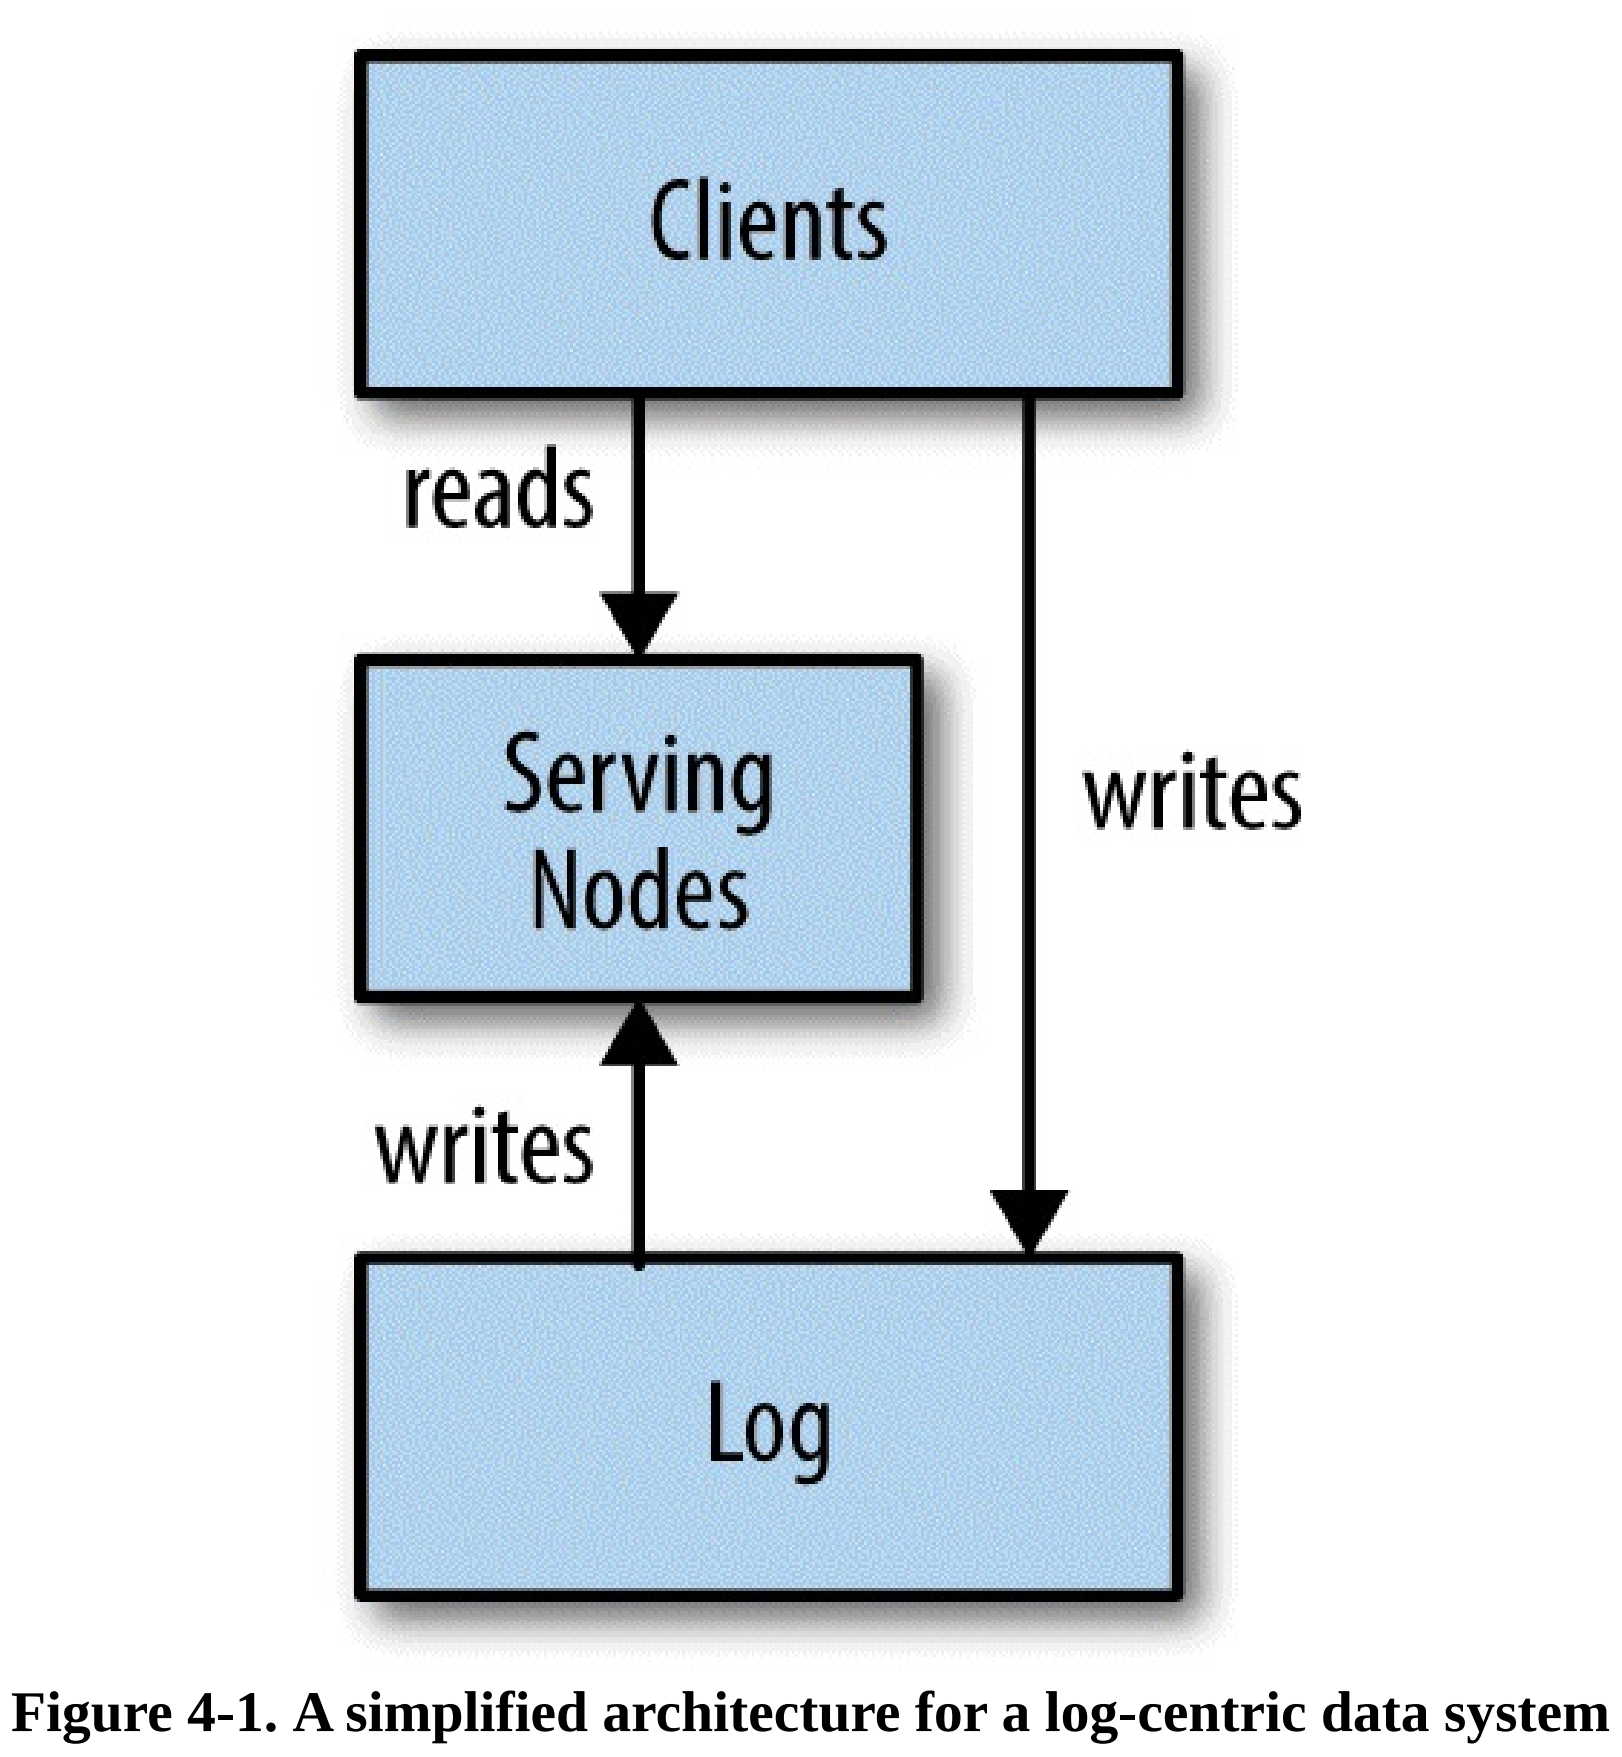 Clients
reads
Serving
Nodes
writes
writes
Log
Figure 4-1. A simplified architecture for a log-centric data system